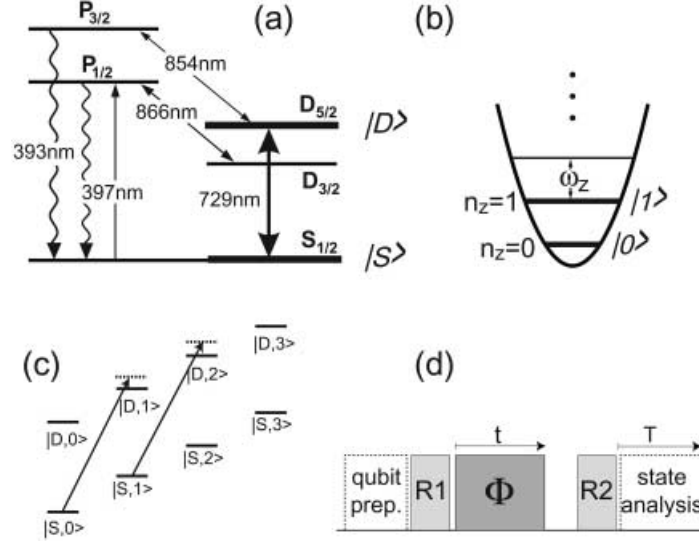 (a)
P3/2
P1/2
854nm
866nm
D5/2
|D>
393nm
397nm
729nm
D3/2
S1/2
|S>
(b)
ωz
nz=1
|1>
nz=0
|0>
(c)
|D,0>
|D,1>
|D,2>
|D,3>
|S,0>
|S,1>
|S,2>
|S,3>
(d)
t
T
qubit
prep.
R1
Φ
R2
state
analysis